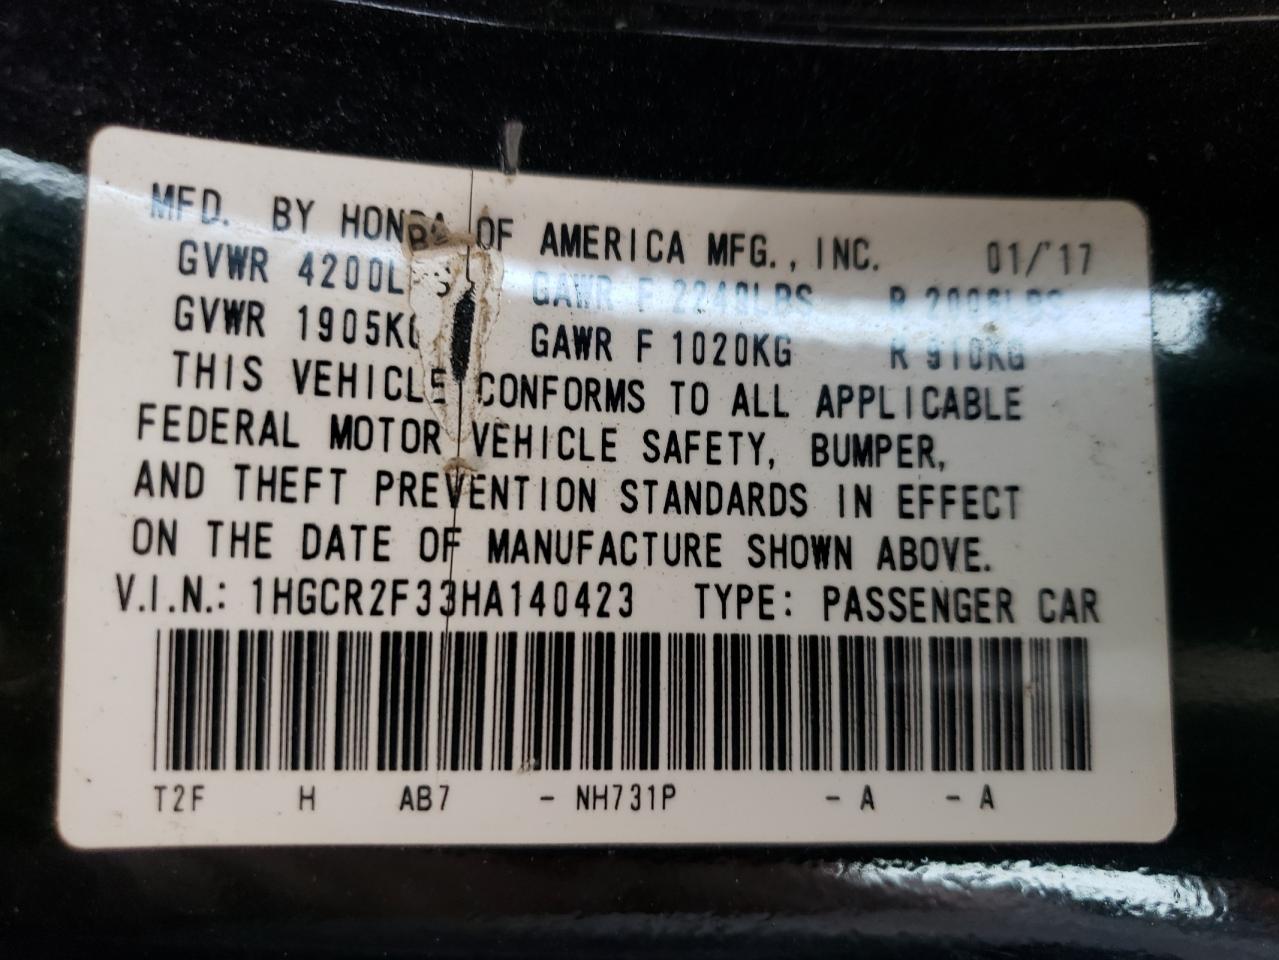 MFD. BY HONDA OF AMERICA MFG., INC. 01/'17
GVWR 4200LBS GAWR F 2240LBS R 2006LBS
GVWR 1905KG GAWR F 1020KG R 910KG
THIS VEHICLE CONFORMS TO ALL APPLICABLE
FEDERAL MOTOR VEHICLE SAFETY, BUMPER,
AND THEFT PREVENTION STANDARDS IN EFFECT
ON THE DATE OF MANUFACTURE SHOWN ABOVE.
V.I.N.: 1HGCR2F33HA140423 TYPE: PASSENGER CAR
T2F H AB7 - NH731P - A - A